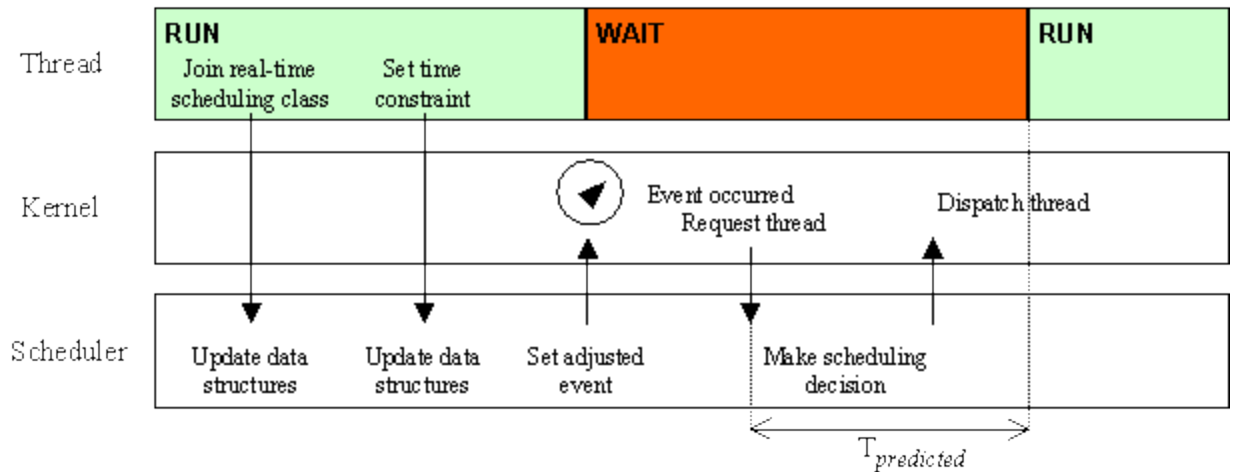 RUN
WAIT
RUN
Thread
Join real-time
scheduling class
Set time
constraint
Kernel
Event occurred
Request thread
Dispatch thread
Scheduler
Update data
structures
Update data
structures
Set adjusted
event
Make scheduling
decision
Tpredicted